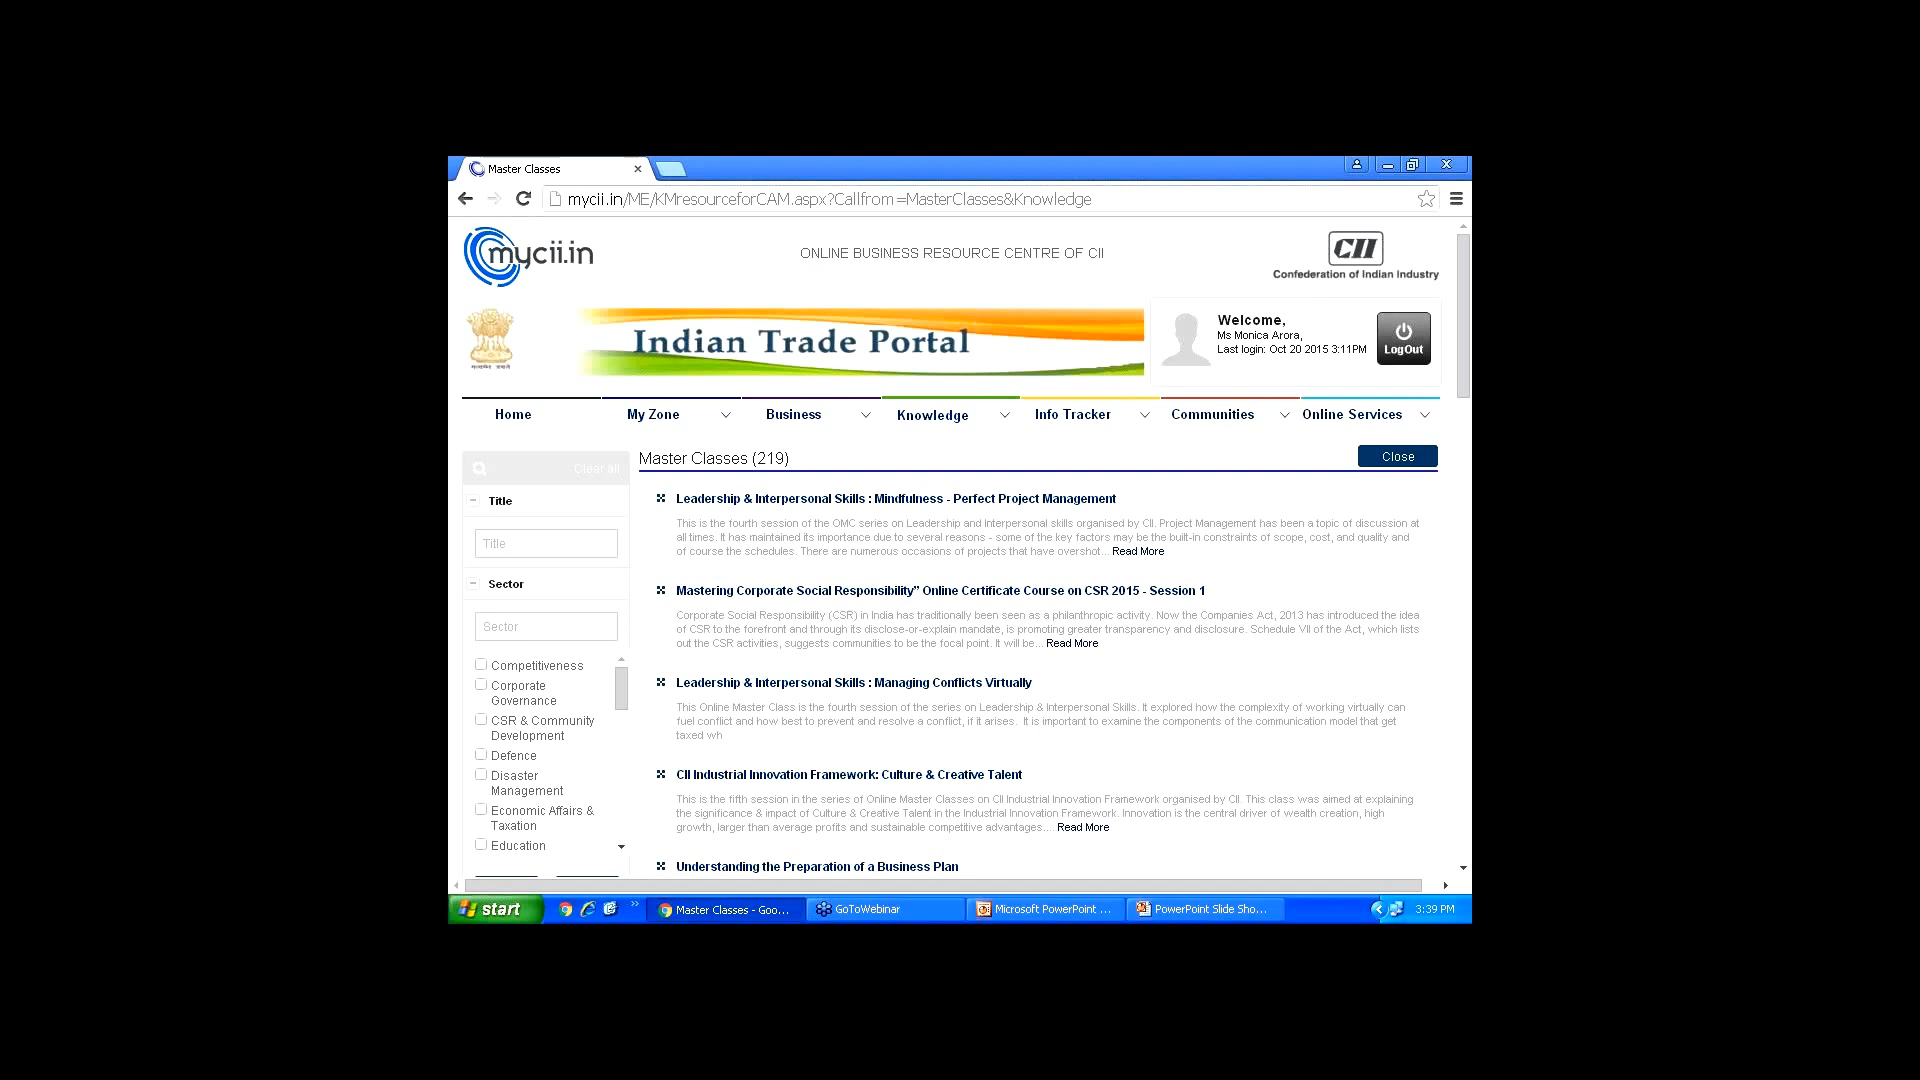 Master Classes
mycii.in/ME/KMresourceforCAM.aspx?Callfrom=MasterClasses&Knowledge
mycii.in
ONLINE BUSINESS RESOURCE CENTRE OF CII
CII
Confederation of Indian Industry
Indian Trade Portal
Welcome,
Ms Monica Arora,
Last login: Oct 20 2015 3:11PM
LogOut
Home My Zone Business Knowledge Info Tracker Communities Online Services
Clear all
Title
Title
Sector
Sector
Competitiveness
Corporate
Governance
CSR & Community
Development
Defence
Disaster
Management
Economic Affairs &
Taxation
Education
Master Classes (219)
Close
Leadership & Interpersonal Skills : Mindfulness - Perfect Project Management
This is the fourth session of the OMC series on Leadership and Interpersonal skills organised by CII. Project Management has been a topic of discussion at
all times. It has maintained its importance due to several reasons - some of the key factors may be the built-in constraints of scope, cost, and quality and
of course the schedules. There are numerous occasions of projects that have overshot... Read More
Mastering Corporate Social Responsibility” Online Certificate Course on CSR 2015 - Session 1
Corporate Social Responsibility (CSR) in India has traditionally been seen as a philanthropic activity. Now the Companies Act, 2013 has introduced the idea
of CSR to the forefront and through its disclose-or-explain mandate, is promoting greater transparency and disclosure. Schedule VII of the Act, which lists
out the CSR activities, suggests communities to be the focal point. It will be... Read More
Leadership & Interpersonal Skills : Managing Conflicts Virtually
This Online Master Class is the fourth session of the series on Leadership & Interpersonal Skills. It explored how the complexity of working virtually can
fuel conflict and how best to prevent and resolve a conflict, if it arises. It is important to examine the components of the communication model that get
taxed wh
CII Industrial Innovation Framework: Culture & Creative Talent
This is the fifth session in the series of Online Master Classes on CII Industrial Innovation Framework organised by CII. This class was aimed at explaining
the significance & impact of Culture & Creative Talent in the Industrial Innovation Framework. Innovation is the central driver of wealth creation, high
growth, larger than average profits and sustainable competitive advantages.... Read More
Understanding the Preparation of a Business Plan
start
Master Classes - Goo...
GoToWebinar
Microsoft PowerPoint ...
PowerPoint Slide Sho...
3:39 PM